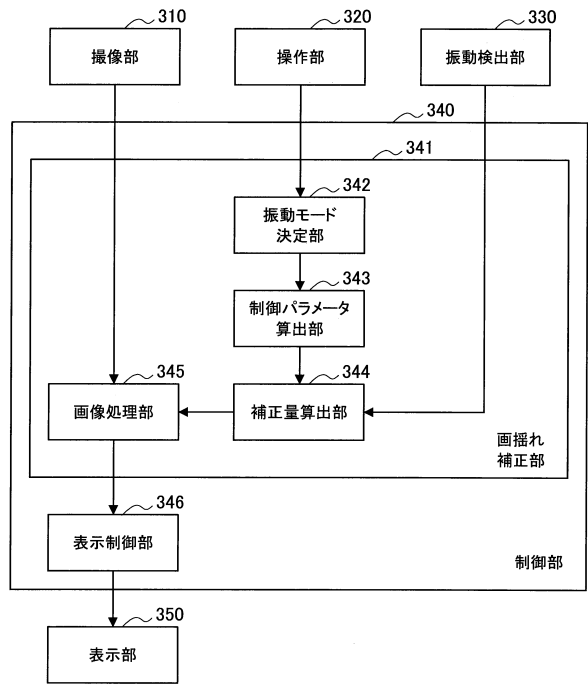 310
撮像部
320
操作部
330
振動検出部
340
341
342
振動モード
決定部
343
制御パラメータ
算出部
345
画像処理部
344
補正量算出部
画揺れ
補正部
346
表示制御部
制御部
350
表示部